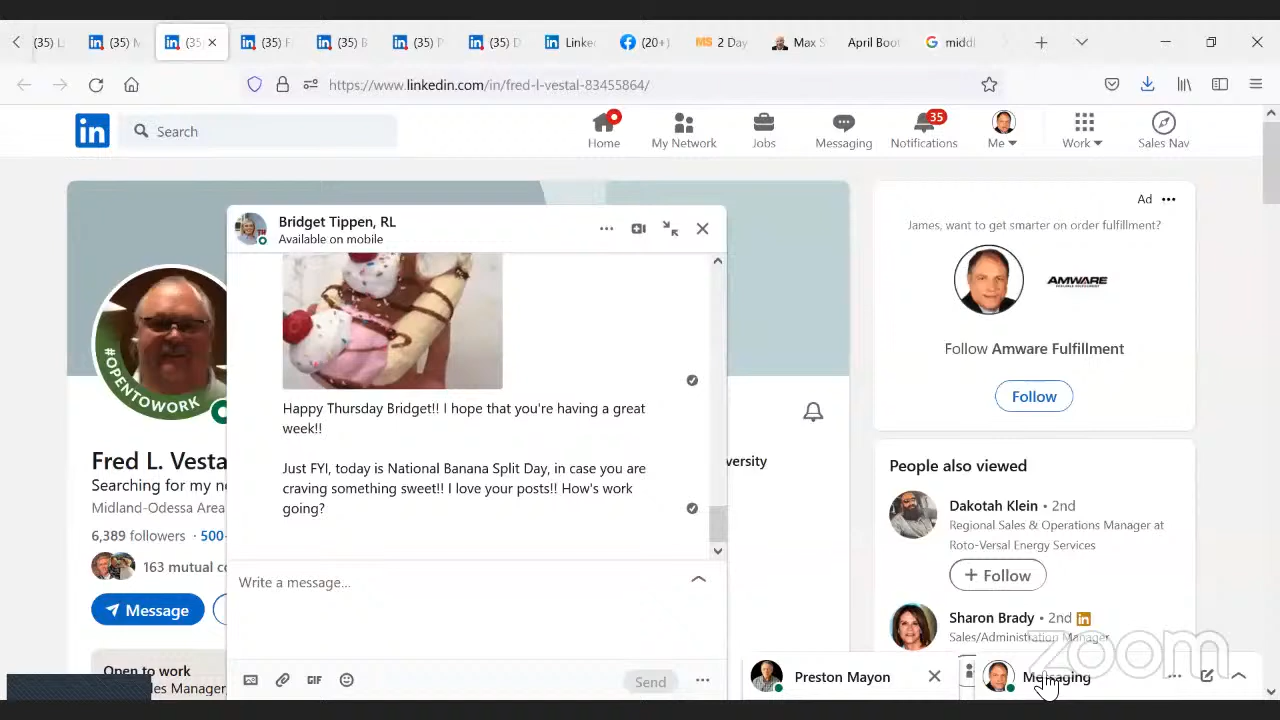 (35) L
(35) M
(35)
(35) F
(35) B
(35) P
(35) D
Linke
(20+)
MS 2 Day
Max S
April Boot
middl
https://www.linkedin.com/in/fred-l-vestal-83455864/
in
Search
Home
My Network
Jobs
Messaging
35
Notifications
Me
Work
Sales Nav
Bridget Tippen, RL
Available on mobile
Happy Thursday Bridget!! I hope that you're having a great
week!!
Just FYI, today is National Banana Split Day, in case you are
craving something sweet!! I love your posts!! How's work
going?
Write a message...
GIF
Send
#OPENTOWORK
Fred L. Vesta
Searching for my n
Midland-Odessa Area
6,389 followers · 500-
163 mutual co
Message
Open to work
les Manager,
versity
Ad
James, want to get smarter on order fulfillment?
AMWARE
Follow Amware Fulfillment
Follow
People also viewed
Dakotah Klein • 2nd
Regional Sales & Operations Manager at
Roto-Versal Energy Services
+ Follow
Sharon Brady • 2nd in
Sales/Administration Manager
Preston Mayon
Messaging
zoom